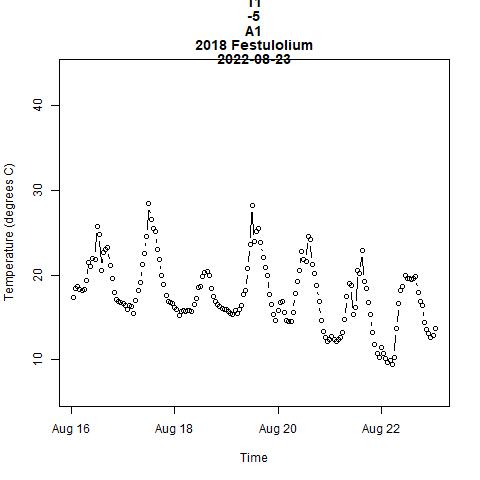 T1
-5
A1
2018 Festulolium
2022-08-23
Temperature (degrees C)
40
30
20
10
Aug 16
Aug 18
Aug 20
Aug 22
Time